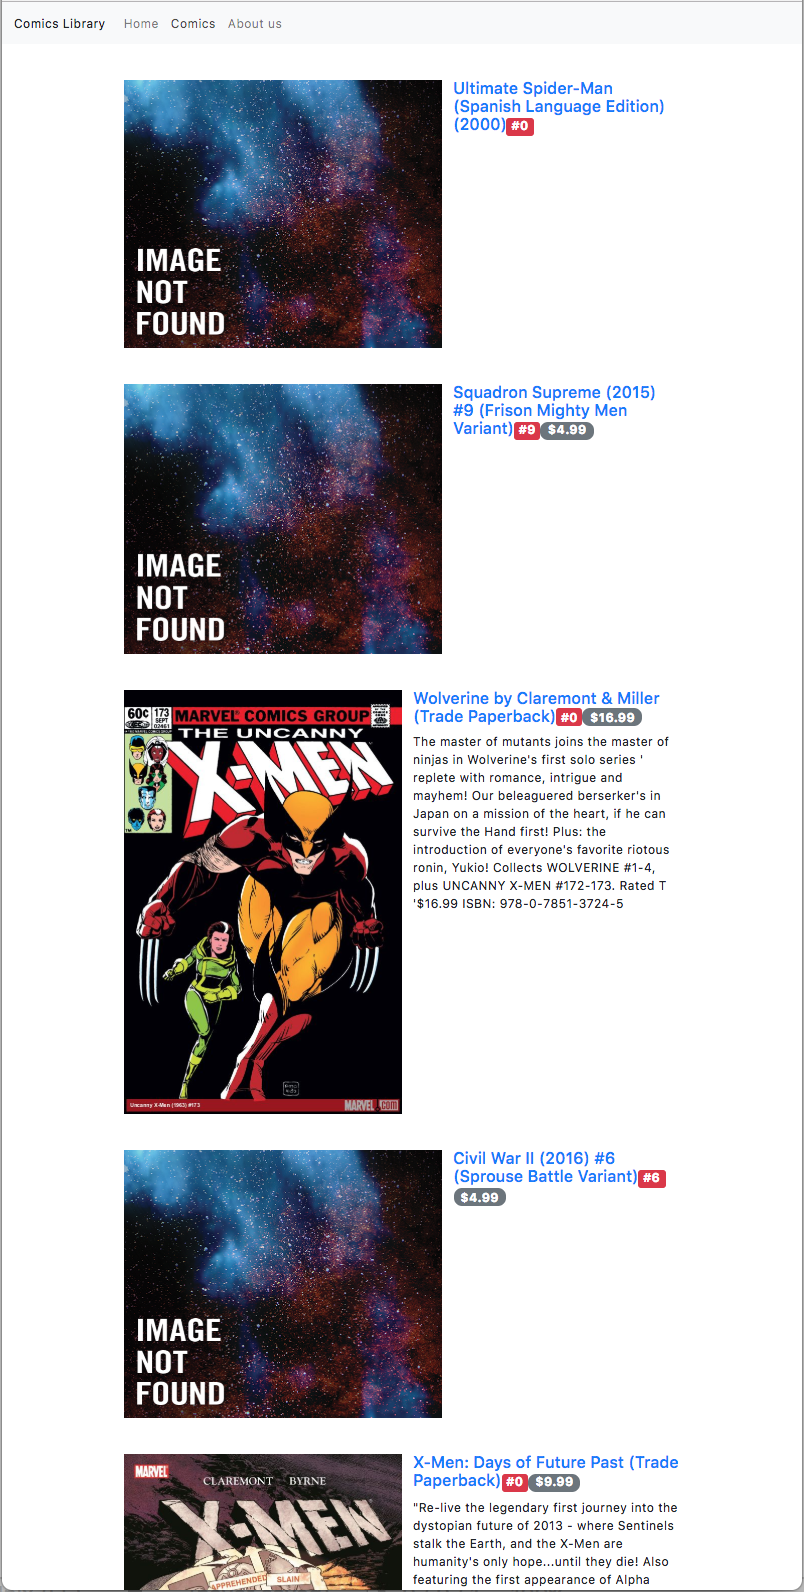 Comics Library Home Comics About us
Ultimate Spider-Man
(Spanish Language Edition)
(2000) #0
IMAGE
NOT
FOUND
Squadron Supreme (2015)
#9 (Frison Mighty Men
Variant) #9 $4.99
IMAGE
NOT
FOUND
Wolverine by Claremont & Miller
(Trade Paperback) #0 $16.99
The master of mutants joins the master of
ninjas in Wolverine's first solo series '
replete with romance, intrigue and
mayhem! Our beleaguered berserker's in
Japan on a mission of the heart, if he can
survive the Hand first! Plus: the
introduction of everyone's favorite riotous
ronin, Yukio! Collects WOLVERINE #1-4,
plus UNCANNY X-MEN #172-173. Rated T
'$16.99 ISBN: 978-0-7851-3724-5
60¢ 173 MARVEL COMICS GROUP
SEPT
02461
THE UNCANNY
X-MEN
Uncanny X-Men (1963) #173 MARVEL.com
Civil War II (2016) #6
(Sprouse Battle Variant) #6
$4.99
IMAGE
NOT
FOUND
X-Men: Days of Future Past (Trade
Paperback) #0 $9.99
"Re-live the legendary first journey into the
dystopian future of 2013 - where Sentinels
stalk the Earth, and the X-Men are
humanity's only hope...until they die! Also
featuring the first appearance of Alpha
MARVEL
CLAREMONT BYRNE
X-MEN
APPREHENDED SLAIN